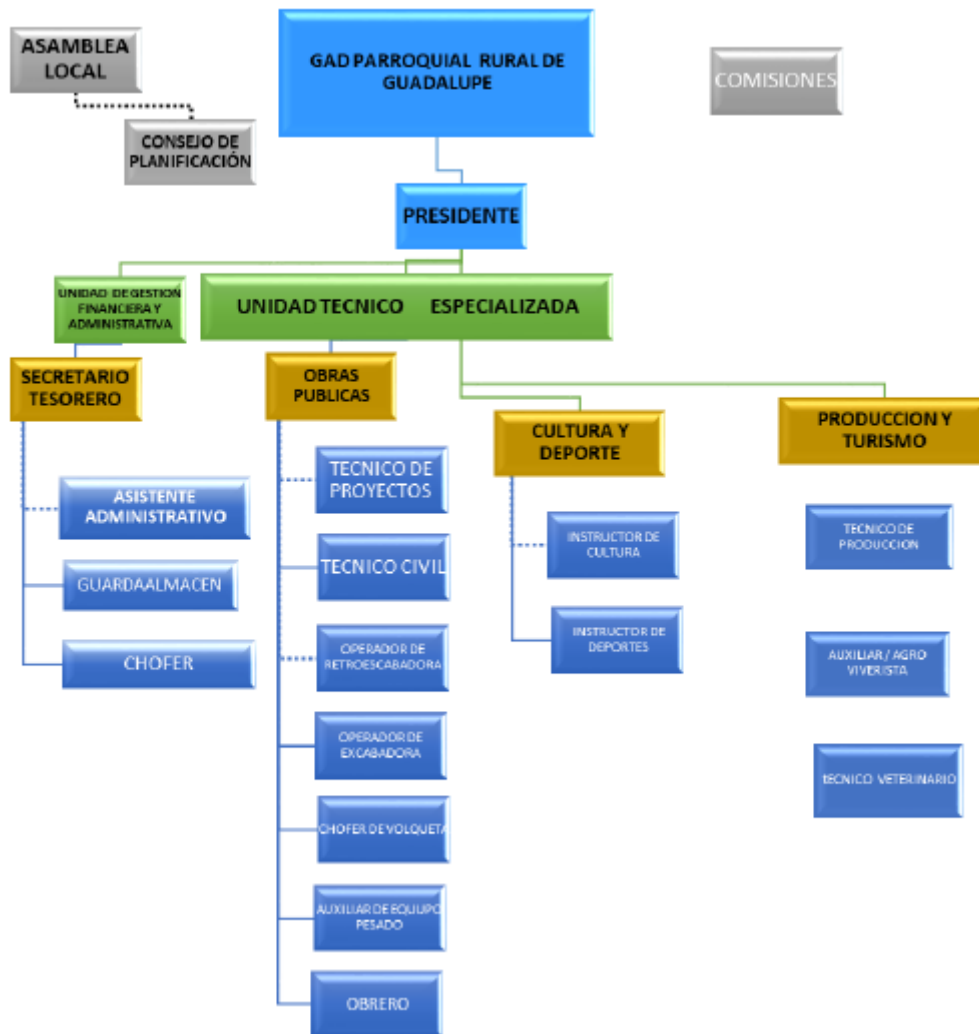 ASAMBLEA
LOCAL
GAD PARROQUIAL RURAL DE
GUADALUPE
COMISIONES
CONSEJO DE
PLANIFICACIÓN
PRESIDENTE
UNIDAD DE GESTION
FINANCIERA Y
ADMINISTRATIVA
UNIDAD TECNICO ESPECIALIZADA
SECRETARIO
TESORERO
OBRAS
PUBLICAS
CULTURA Y
DEPORTE
PRODUCCION Y
TURISMO
ASISTENTE
ADMINISTRATIVO
GUARDAALMACEN
CHOFER
TECNICO DE
PROYECTOS
TECNICO CIVIL
OPERADOR DE
RETROESCABADORA
OPERADOR DE
EXCABADORA
CHOFER DE VOLQUETA
AUXILIAR DE EQUIUPO
PESADO
OBRERO
INSTRUCTOR DE
CULTURA
INSTRUCTOR DE
DEPORTES
TECNICO DE
PRODUCCION
AUXILIAR / AGRO
VIVERISTA
tECNICO VETERINARIO